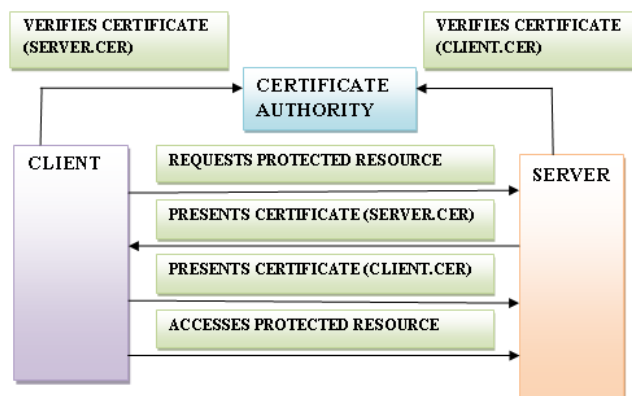 VERIFIES CERTIFICATE
(SERVER.CER)
VERIFIES CERTIFICATE
(CLIENT.CER)
CERTIFICATE
AUTHORITY
CLIENT
REQUESTS PROTECTED RESOURCE
SERVER
PRESENTS CERTIFICATE (SERVER.CER)
PRESENTS CERTIFICATE (CLIENT.CER)
ACCESSES PROTECTED RESOURCE